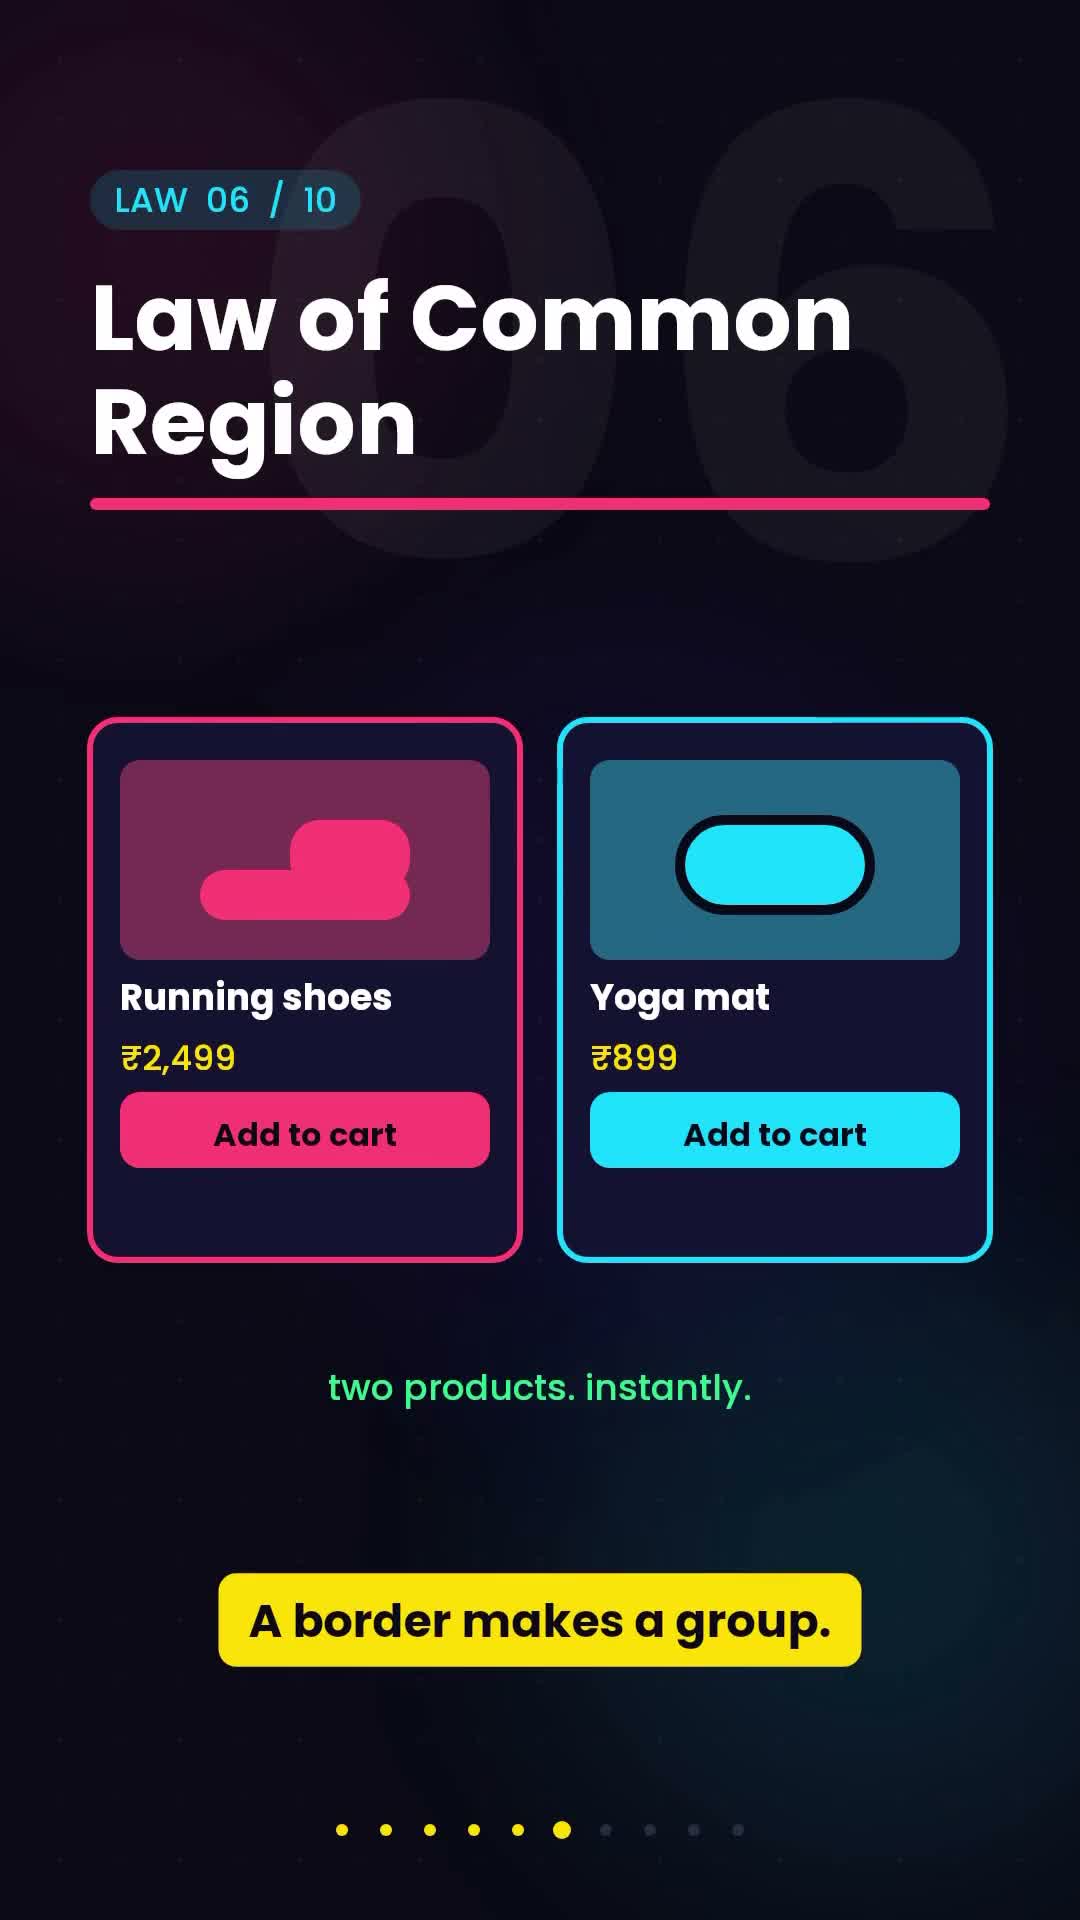 06
LAW 06 / 10
Law of Common
Region
Running shoes
₹2,499
Add to cart
Yoga mat
₹899
Add to cart
two products. instantly.
A border makes a group.